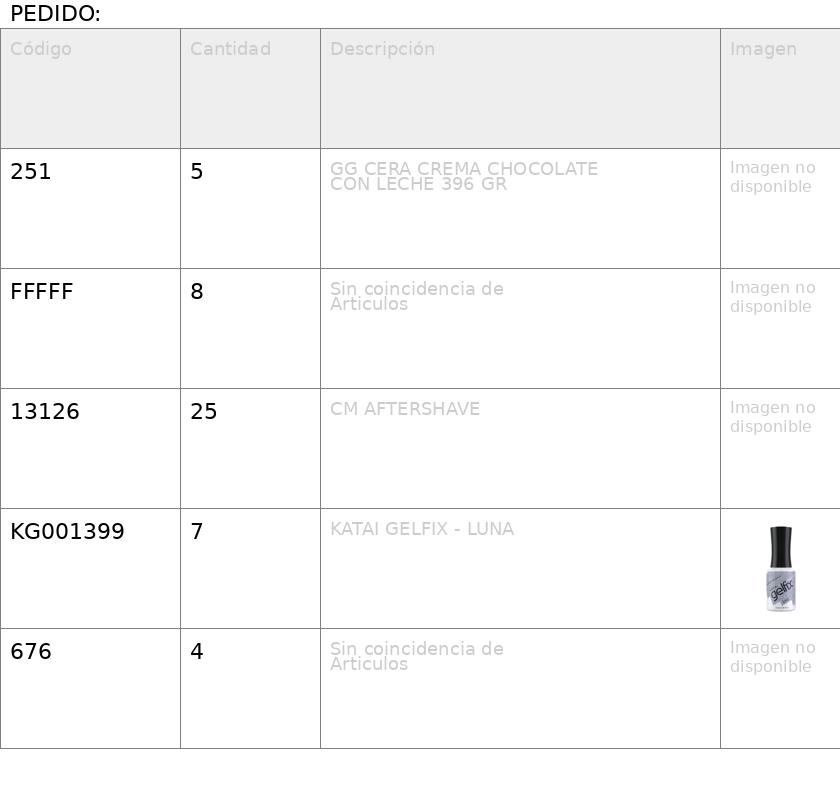 PEDIDO:
Código Cantidad Descripción Imagen
251 5 GG CERA CREMA CHOCOLATE Imagen no
CON LECHE 396 GR disponible
FFFFF 8 Sin coincidencia de Imagen no
Articulos disponible
13126 25 CM AFTERSHAVE Imagen no
disponible
KG001399 7 KATAI GELFIX - LUNA
gelfix
676 4 Sin coincidencia de Imagen no
Articulos disponible